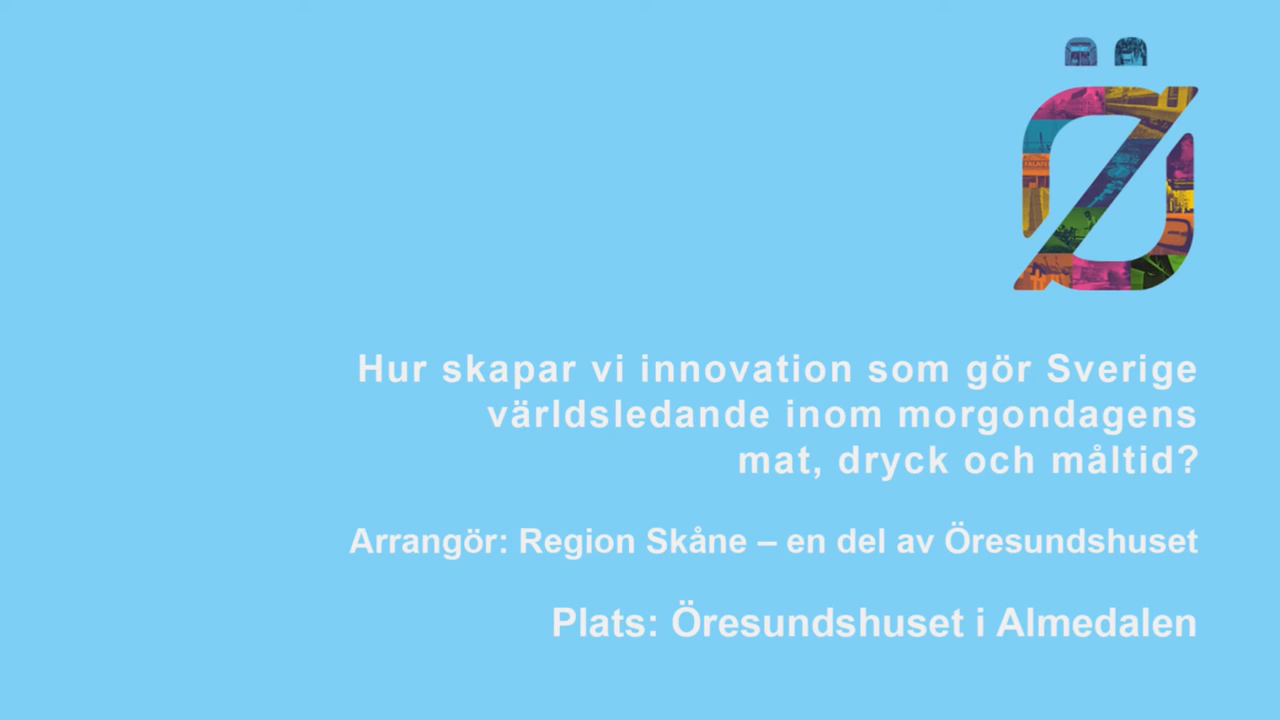 Hur skapar vi innovation som gör Sverige
världsledande inom morgondagens
mat, dryck och måltid?
Arrangör: Region Skåne – en del av Öresundshuset
Plats: Öresundshuset i Almedalen